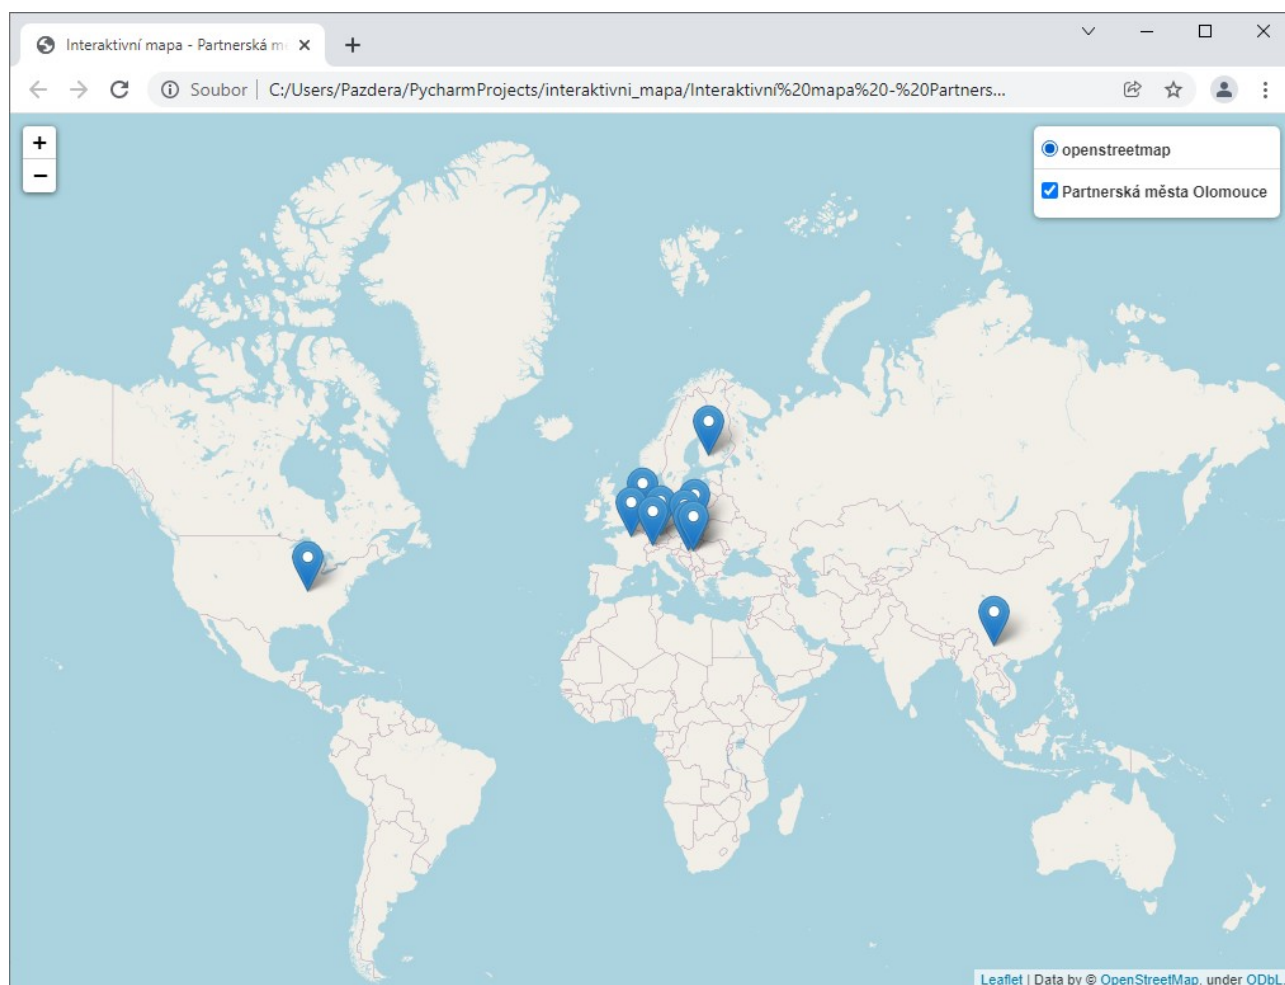 Interaktivní mapa - Partnerská m
Soubor | C:/Users/Pazdera/PycharmProjects/interaktivni_mapa/Interaktivní%20mapa%20-%20Partners...
+
−
openstreetmap
Partnerská města Olomouce
Leaflet | Data by © OpenStreetMap, under ODbL.